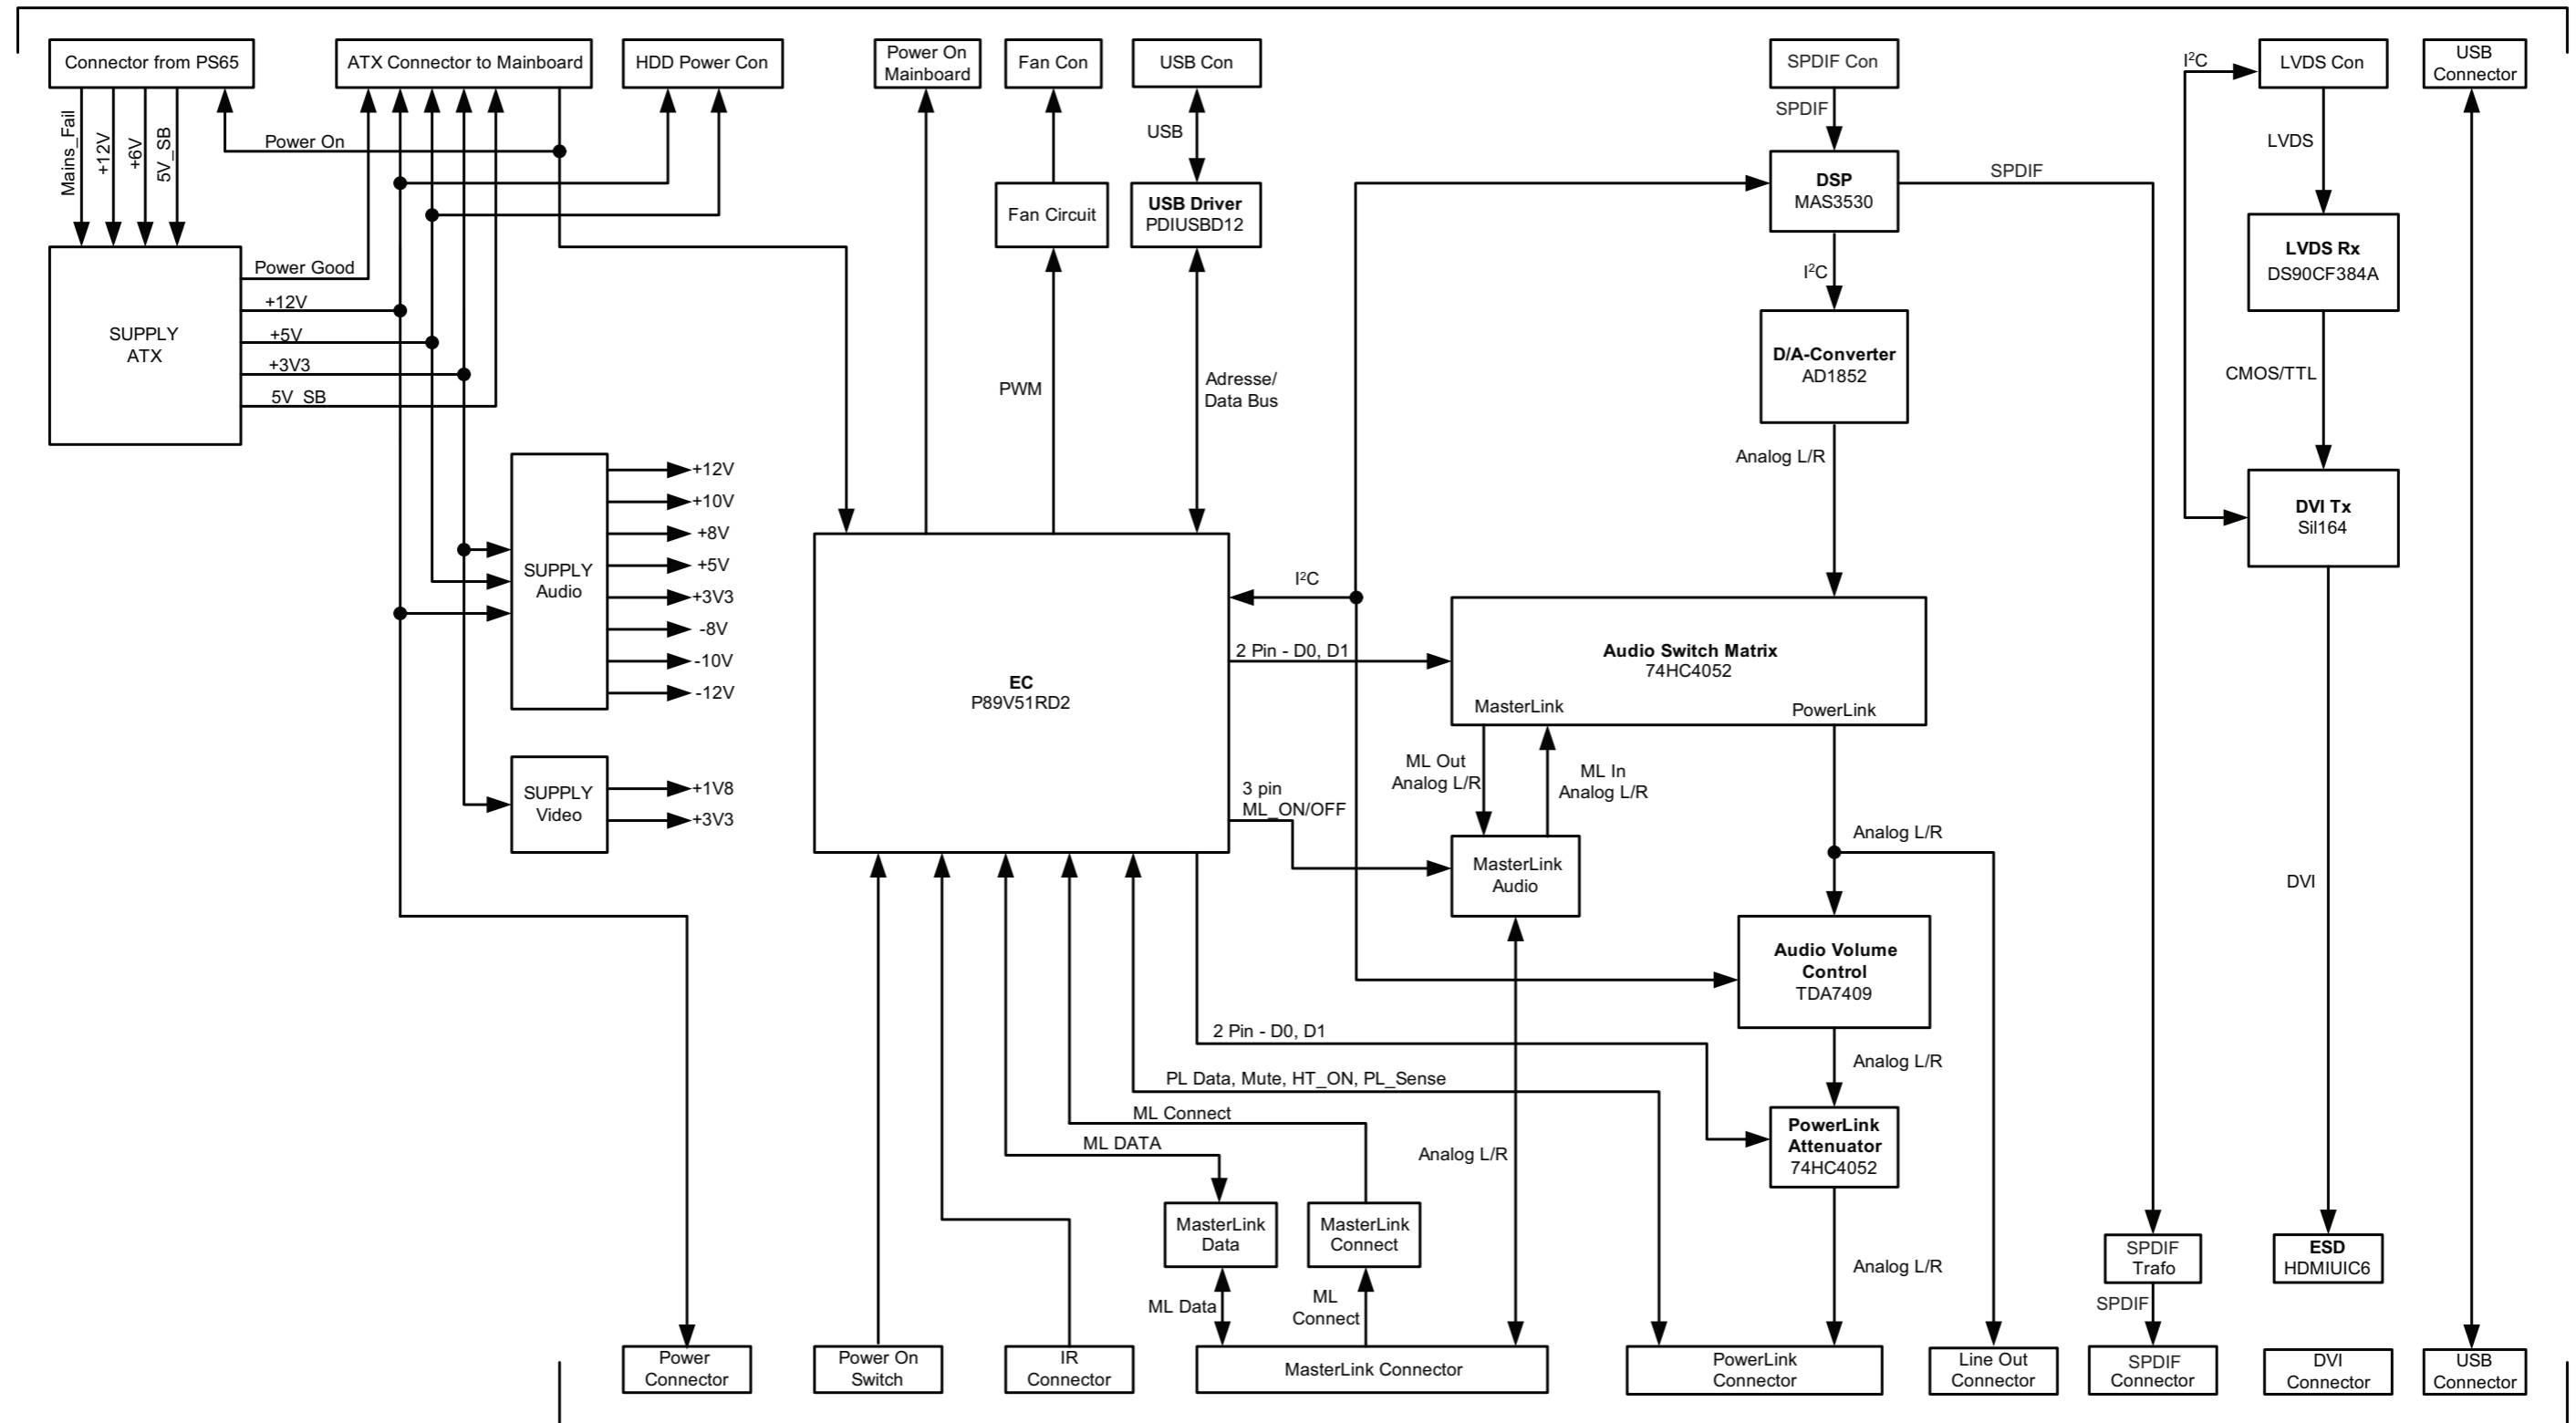 Connector from PS65
ATX Connector to Mainboard
HDD Power Con
Power On
Mainboard
Fan Con
USB Con
SPDIF Con
I²C
LVDS Con
USB
Connector
Mains_Fail
+12V
+6V
5V_SB
Power On
USB
SPDIF
LVDS
Fan Circuit
USB Driver
PDIUSBD12
DSP
MAS3530
SPDIF
LVDS Rx
DS90CF384A
Power Good
+12V
+5V
+3V3
5V_SB
SUPPLY
ATX
I²C
D/A-Converter
AD1852
PWM
Adresse/
Data Bus
CMOS/TTL
Analog L/R
SUPPLY
Audio
+12V
+10V
+8V
+5V
+3V3
-8V
-10V
-12V
DVI Tx
Sil164
I²C
2 Pin - D0, D1
EC
P89V51RD2
Audio Switch Matrix
74HC4052
MasterLink
PowerLink
SUPPLY
Video
+1V8
+3V3
3 pin
ML_ON/OFF
ML Out
Analog L/R
ML In
Analog L/R
Analog L/R
MasterLink
Audio
DVI
Audio Volume
Control
TDA7409
2 Pin - D0, D1
Analog L/R
PL Data, Mute, HT_ON, PL_Sense
ML Connect
ML DATA
Analog L/R
PowerLink
Attenuator
74HC4052
MasterLink
Data
MasterLink
Connect
Analog L/R
SPDIF
Trafo
ESD
HDMIUIC6
ML Data
ML
Connect
SPDIF
Power
Connector
Power On
Switch
IR
Connector
MasterLink Connector
PowerLink
Connector
Line Out
Connector
SPDIF
Connector
DVI
Connector
USB
Connector